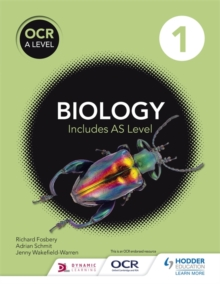 OCR
A LEVEL
1
BIOLOGY
Includes AS Level
Richard Fosbery
Adrian Schmit
Jenny Wakefield-Warren
DYNAMIC
LEARNING
OCR
HODDER
EDUCATION
LEARN MORE